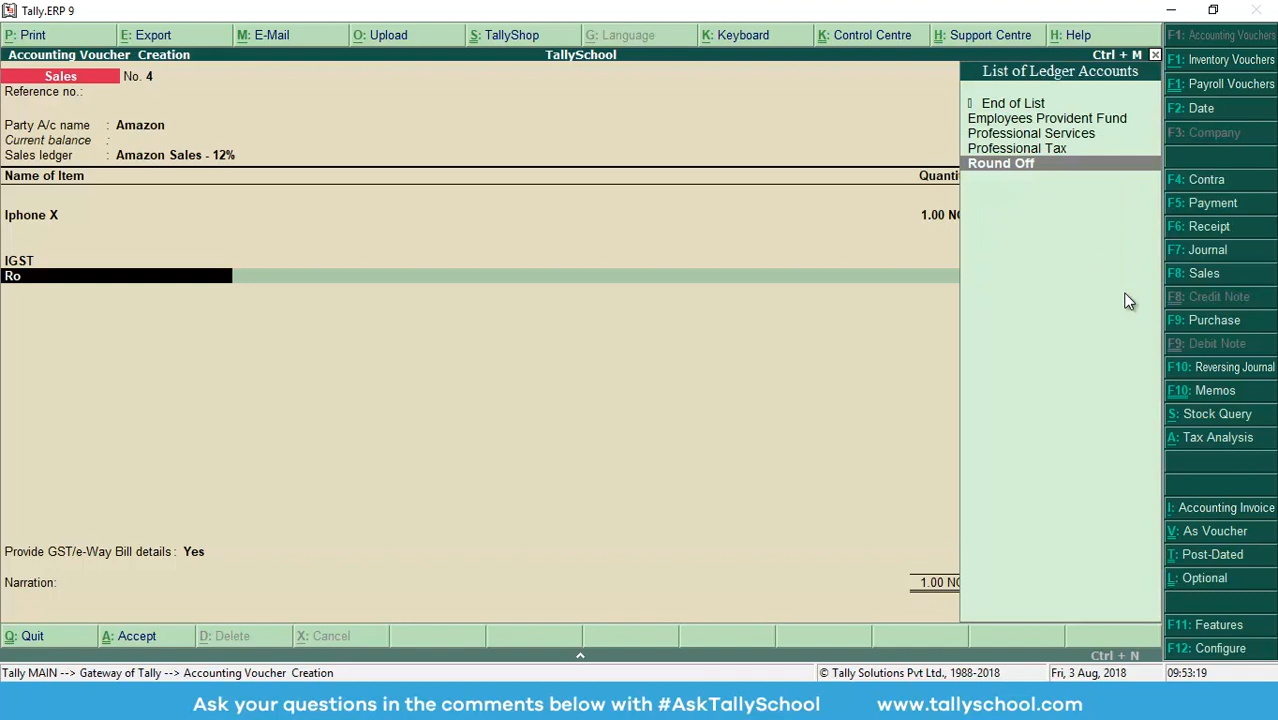 Tally.ERP 9
P: Print E: Export M: E-Mail O: Upload S: TallyShop G: Language K: Keyboard K: Control Centre H: Support Centre H: Help
F1: Accounting Vouchers
Accounting Voucher Creation TallySchool Ctrl + M
F1: Inventory Vouchers
Sales No. 4
List of Ledger Accounts
F1: Payroll Vouchers
Reference no.:
End of List
F2: Date
Employees Provident Fund
Party A/c name : Amazon
Professional Services
F3: Company
Current balance :
Professional Tax
Sales ledger : Amazon Sales - 12%
Round Off
Name of Item Quanti
F4: Contra
F5: Payment
Iphone X 1.00 NO
F6: Receipt
F7: Journal
IGST
F8: Sales
Ro
F8: Credit Note
F9: Purchase
F9: Debit Note
F10: Reversing Journal
F10: Memos
S: Stock Query
A: Tax Analysis
I: Accounting Invoice
V: As Voucher
Provide GST/e-Way Bill details : Yes
T: Post-Dated
Narration: 1.00 NO
L: Optional
F11: Features
Q: Quit A: Accept D: Delete X: Cancel
F12: Configure
Ctrl + N
Tally MAIN --> Gateway of Tally --> Accounting Voucher Creation © Tally Solutions Pvt Ltd., 1988-2018 Fri, 3 Aug, 2018 09:53:19
Ask your questions in the comments below with #AskTallySchool www.tallyschool.com